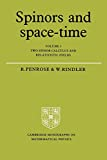 Spinors and
space-time
VOLUME 1
TWO-SPINOR CALCULUS AND
RELATIVISTIC FIELDS
R. PENROSE & W. RINDLER
CAMBRIDGE MONOGRAPHS ON
MATHEMATICAL PHYSICS